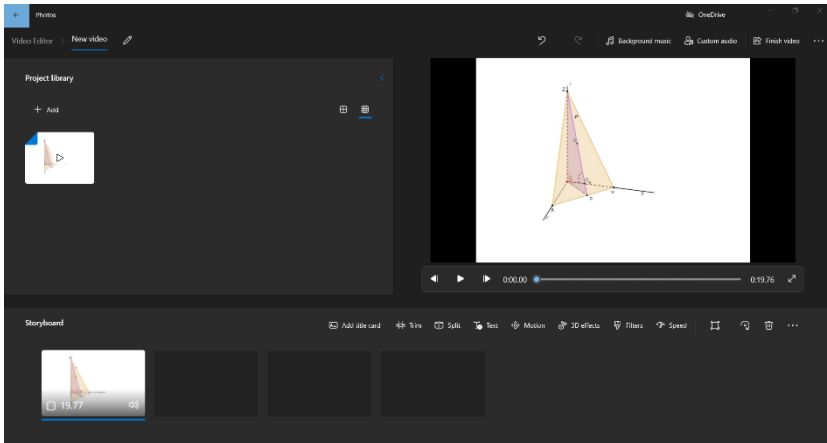 Photos
OneDrive
Video Editor > New video
Background music
Custom audio
Finish video
Project library
+ Add
Z
Y
X
P
0:00.00
0:19.76
Storyboard
Add title card
Trim
Split
Text
Motion
3D effects
Filters
Speed
19.77